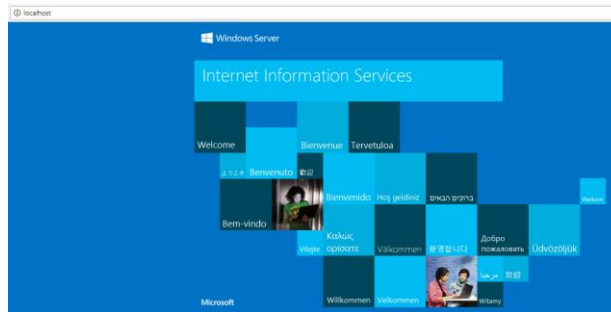 localhost
Windows Server
Internet Information Services
Welcome
Bienvenue
Tervetuloa
ようこそ
Benvenuto
歡迎
Bienvenido
Hoş geldiniz
ברוכים הבאים
Welkom
Bem-vindo
Vítejte
Καλώς
ορίσατε
Välkommen
환영합니다
Добро
пожаловать
Üdvözöljük
مرحبا
欢迎
Microsoft
Willkommen
Velkommen
Witamy